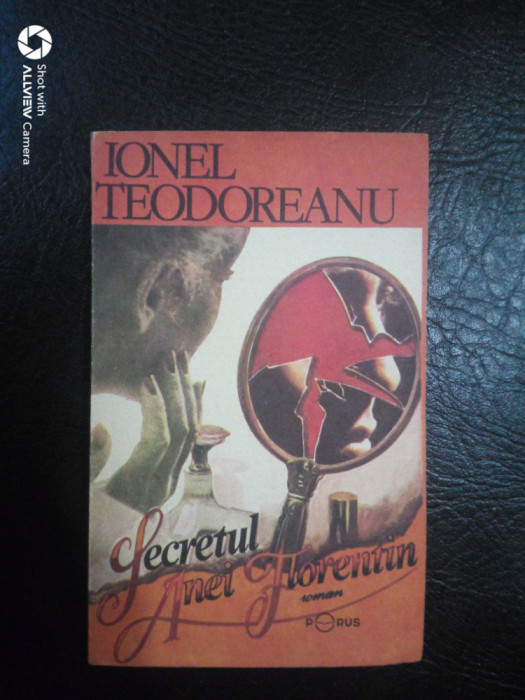 Shot with
ALLVIEW Camera
IONEL
TEODOREANU
Secretul
Anei Florentin
roman
PORUS